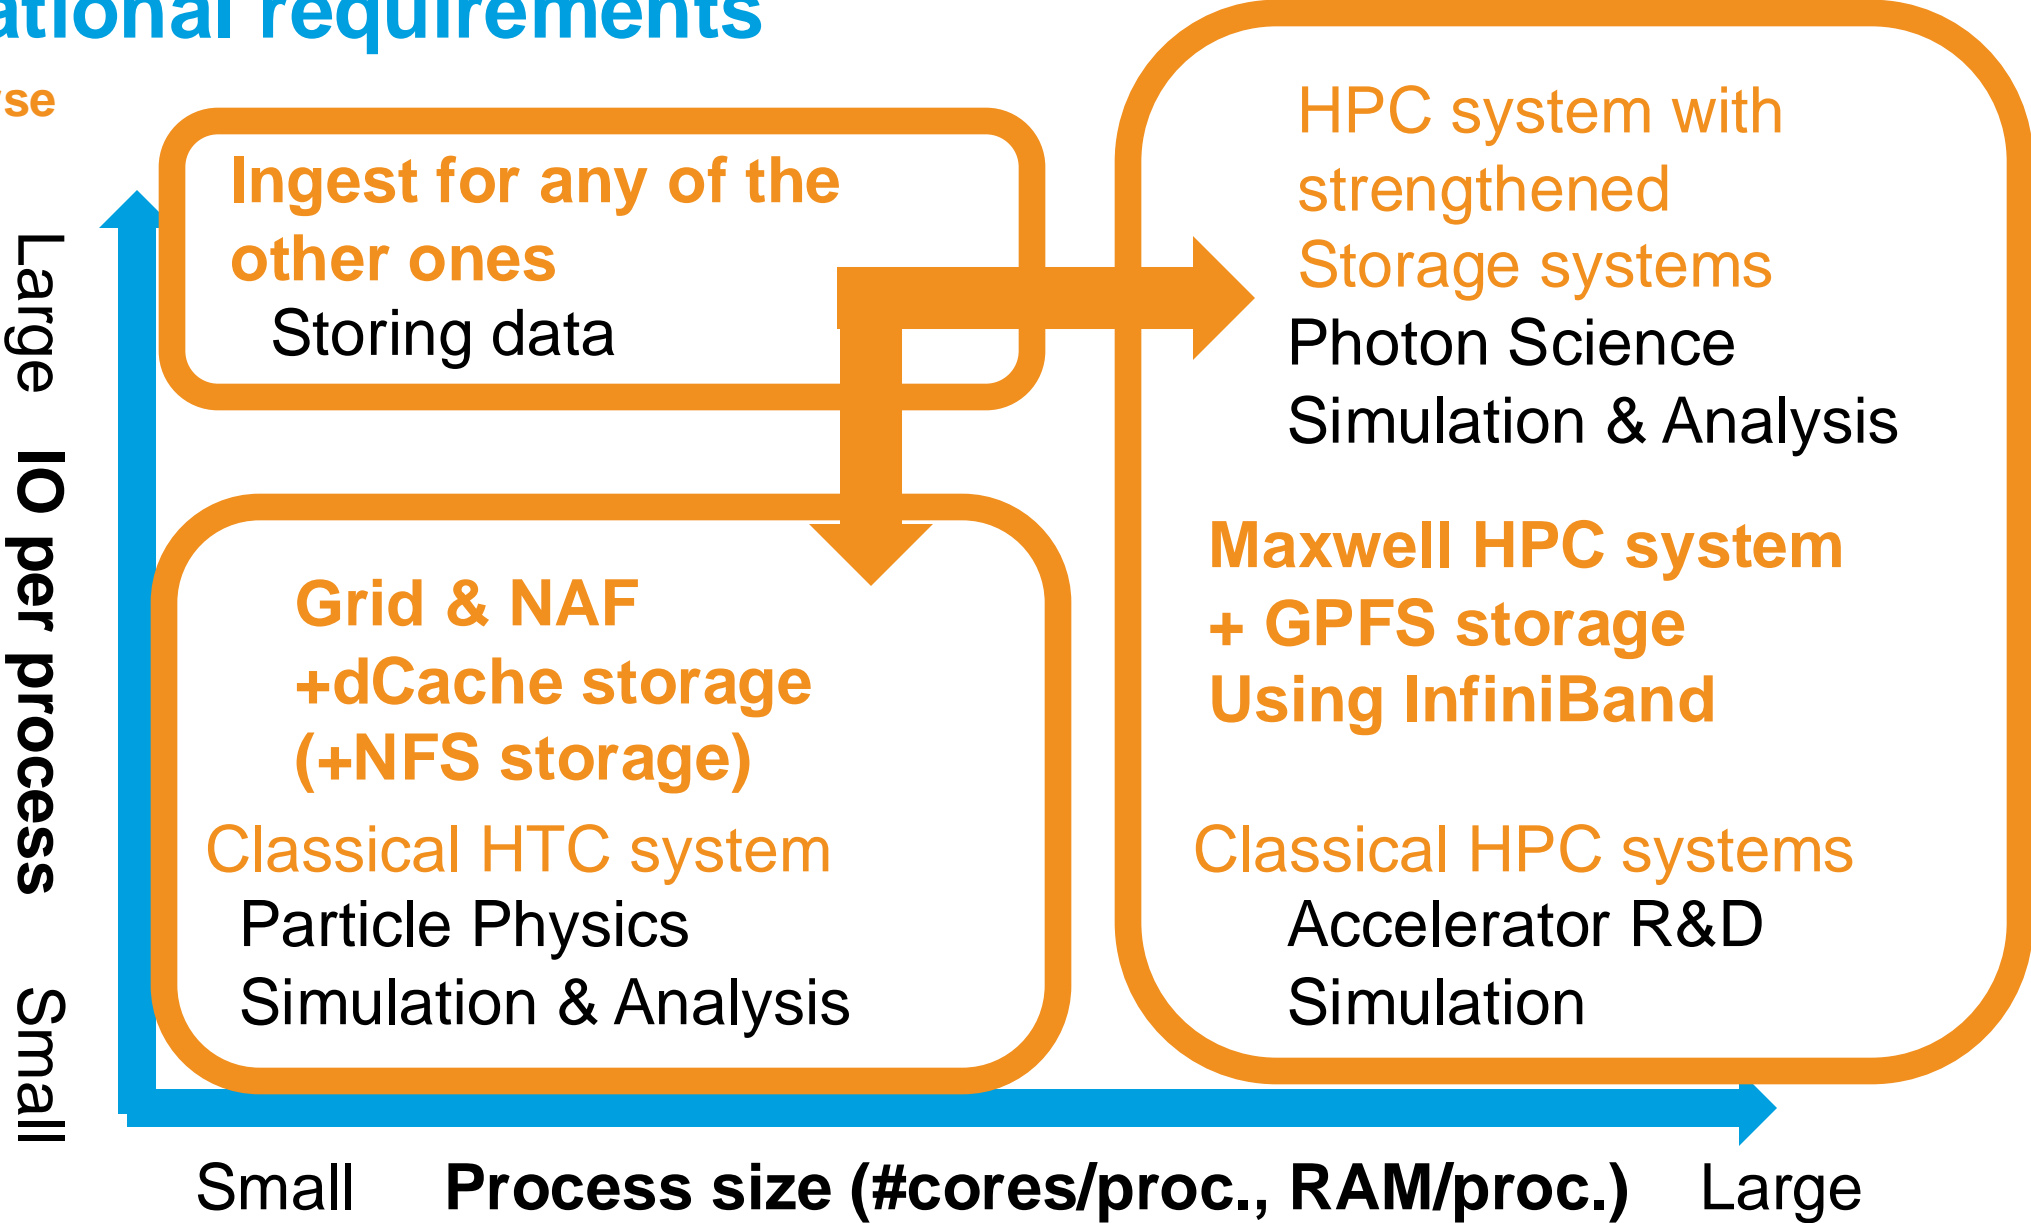 ational requirements
yse
Ingest for any of the
other ones
Storing data
HPC system with
strengthened
Storage systems
Photon Science
Simulation & Analysis
Maxwell HPC system
+ GPFS storage
Using InfiniBand
Classical HPC systems
Accelerator R&D
Simulation
Grid & NAF
+dCache storage
(+NFS storage)
Classical HTC system
Particle Physics
Simulation & Analysis
Large IO per process Small
Small Process size (#cores/proc., RAM/proc.) Large